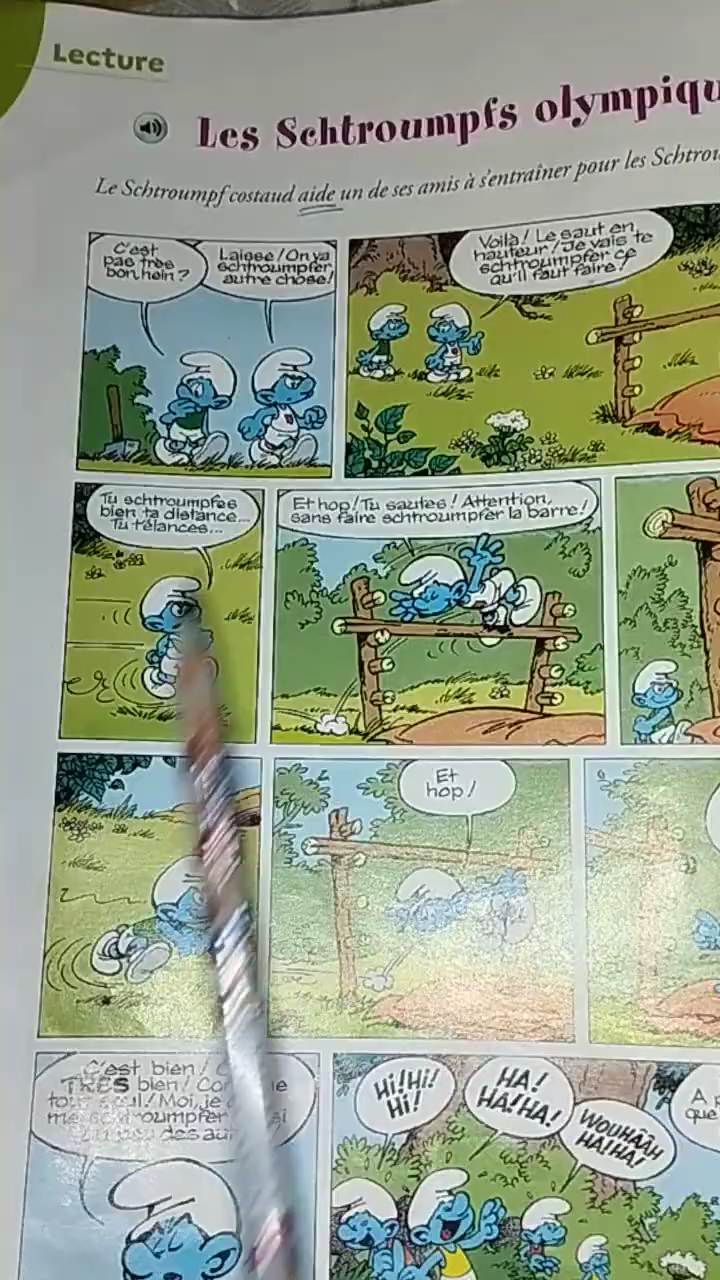 Lecture
Les Schtroumpfs olympiqu
Le Schtroumpf costaud aide un de ses amis à s'entraîner pour les Schtrou
C'est
pas très
bon hein?
Laisse! On va
schtroumpfer
autre chose!
Voilà! Le saut en
hauteur! Je vais te
schtroumpfer ce
qu'il faut faire!
Tu schtroumpfes
bien ta distance...
Tu t'élances...
Et hop! Tu sautes! Attention,
sans faire schtroumpfer la barre!
Et
hop!
C'est bien!
TRÈS bien!
Moi, je
HI! HI!
HI!
HA!
HA! HA!
WOUHÂÂH
HA! HA!
A
que